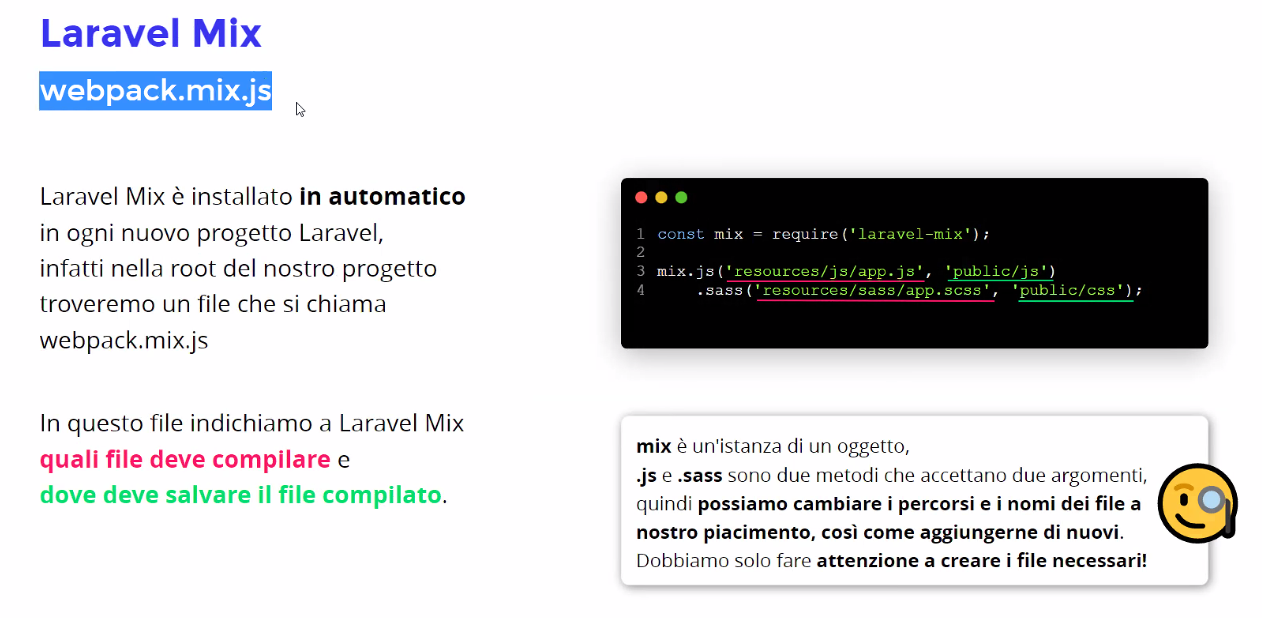 Laravel Mix
webpack.mix.js
Laravel Mix è installato in automatico
in ogni nuovo progetto Laravel,
infatti nella root del nostro progetto
troveremo un file che si chiama
webpack.mix.js
In questo file indichiamo a Laravel Mix
quali file deve compilare e
dove deve salvare il file compilato.
1 const mix = require('laravel-mix');
2
3 mix.js('resources/js/app.js', 'public/js')
4 .sass('resources/sass/app.scss', 'public/css');
mix è un'istanza di un oggetto,
.js e .sass sono due metodi che accettano due argomenti,
quindi possiamo cambiare i percorsi e i nomi dei file a
nostro piacimento, così come aggiungerne di nuovi.
Dobbiamo solo fare attenzione a creare i file necessari!